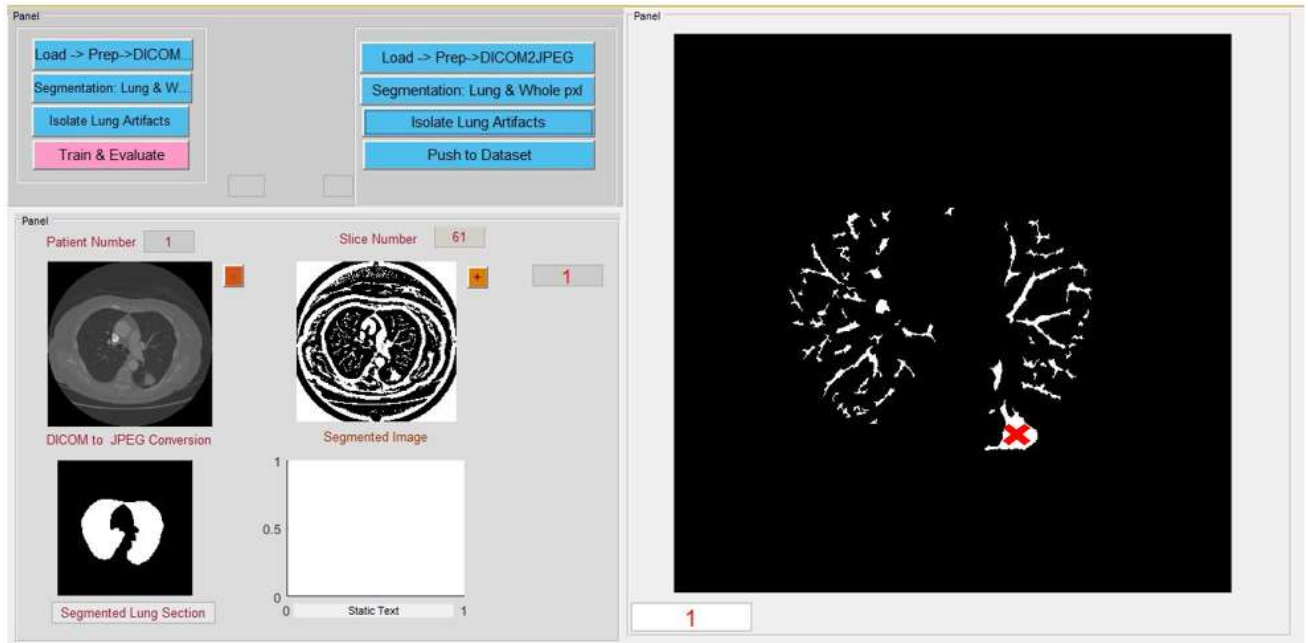 Panel
Load -> Prep->DICOM...
Segmentation: Lung & W...
Isolate Lung Artifacts
Train & Evaluate
Load -> Prep->DICOM2JPEG
Segmentation: Lung & Whole pxl
Isolate Lung Artifacts
Push to Dataset
Panel
Patient Number 1
Slice Number 61
-
+
1
DICOM to JPEG Conversion
Segmented Image
Segmented Lung Section
1
0.5
0
0 Static Text 1
Panel
1